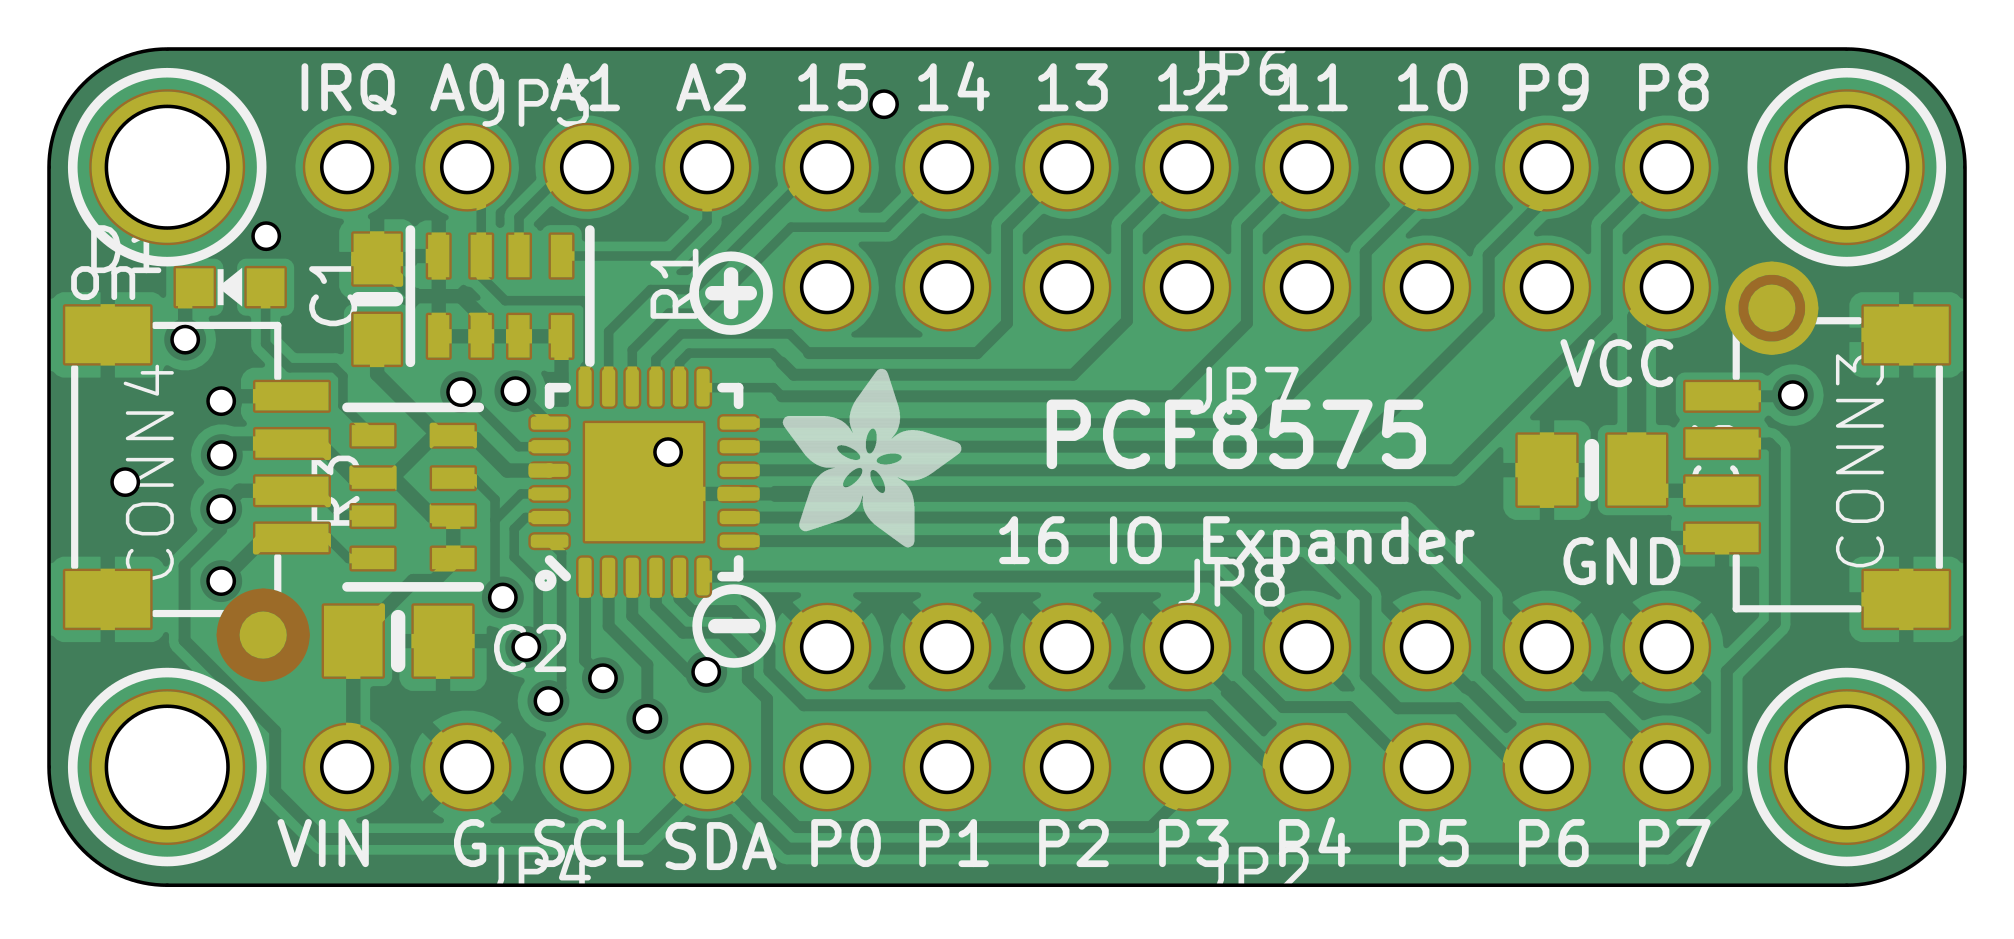 JP6
IRQ A0 A1 A2 15 14 13 12 11 10 P9 P8
JP3
D1
on
C1
R1
VCC
JP7
PCF8575
CONN4
CONN3
R3
16 IO Expander
GND
JP8
C2
VIN G SCL SDA P0 P1 P2 P3 P4 P5 P6 P7
JP4
JP2